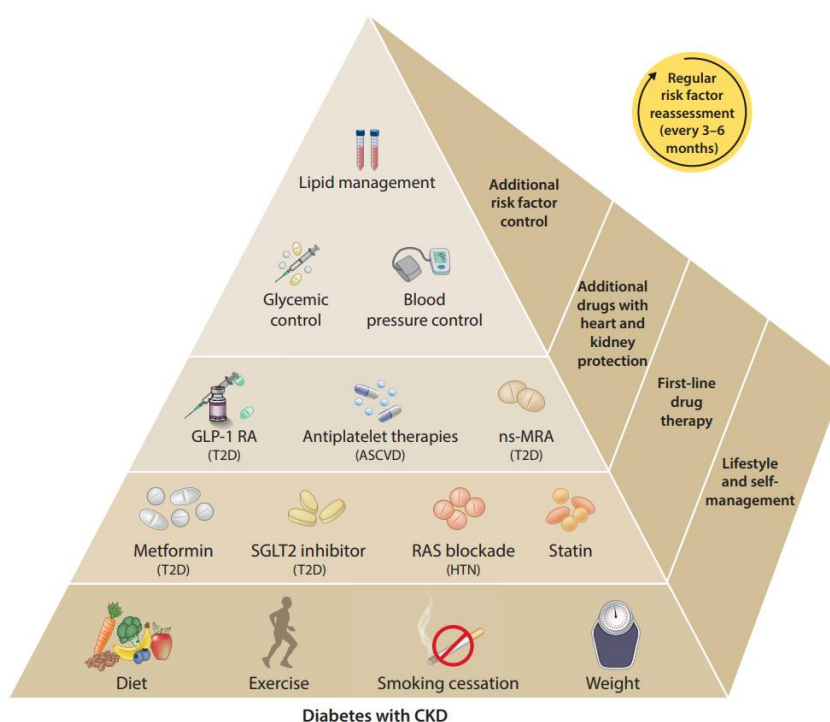 Regular
risk factor
reassessment
(every 3–6
months)
Lipid management
Additional
risk factor
control
Glycemic
control
Blood
pressure control
Additional
drugs with
heart and
kidney
protection
GLP-1 RA
(T2D)
Antiplatelet therapies
(ASCVD)
ns-MRA
(T2D)
First-line
drug
therapy
Metformin
(T2D)
SGLT2 inhibitor
(T2D)
RAS blockade
(HTN)
Statin
Lifestyle
and self-
management
Diet
Exercise
Smoking cessation
Weight
Diabetes with CKD